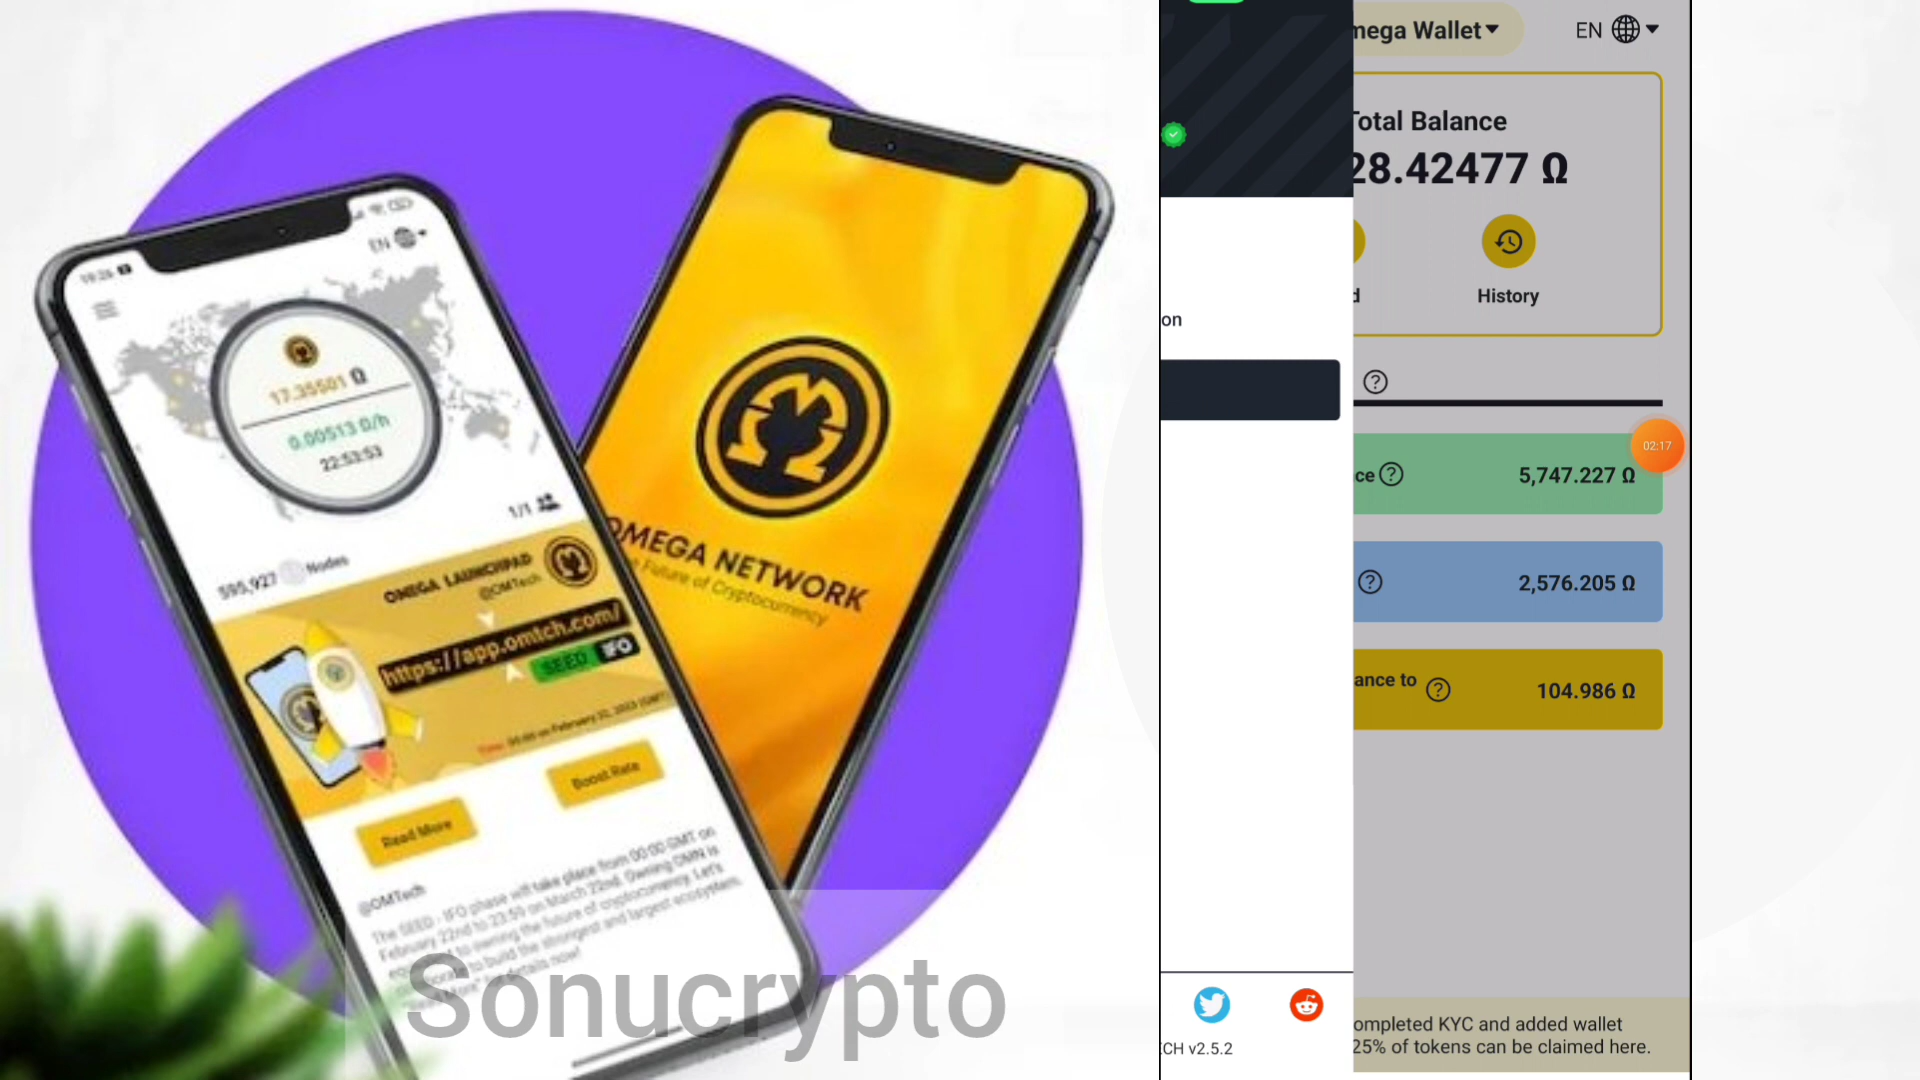 19:26
EN
17.35501 Ω
0.00513 Ω/h
22:53:53
1/1
595,927 Nodes
OMEGA LAUNCHPAD
@OMTech
https://app.omtch.com/
SEED IFO
Read More
Boost Rate
@OMTech
The SEED - IFO phase will take place from 00:00 GMT on
February 22nd to 23:59 on March 22nd. Owning OMN is
to owning the future of cryptocurrency. Let's
to build the strongest and largest ecosystem.
details now!
OMEGA NETWORK
Future of Cryptocurrency
Sonucrypto
mega Wallet
EN
Total Balance
28.42477 Ω
d
History
on
02:17
ce
5,747.227 Ω
2,576.205 Ω
ance to
104.986 Ω
ompleted KYC and added wallet
25% of tokens can be claimed here.
CH v2.5.2